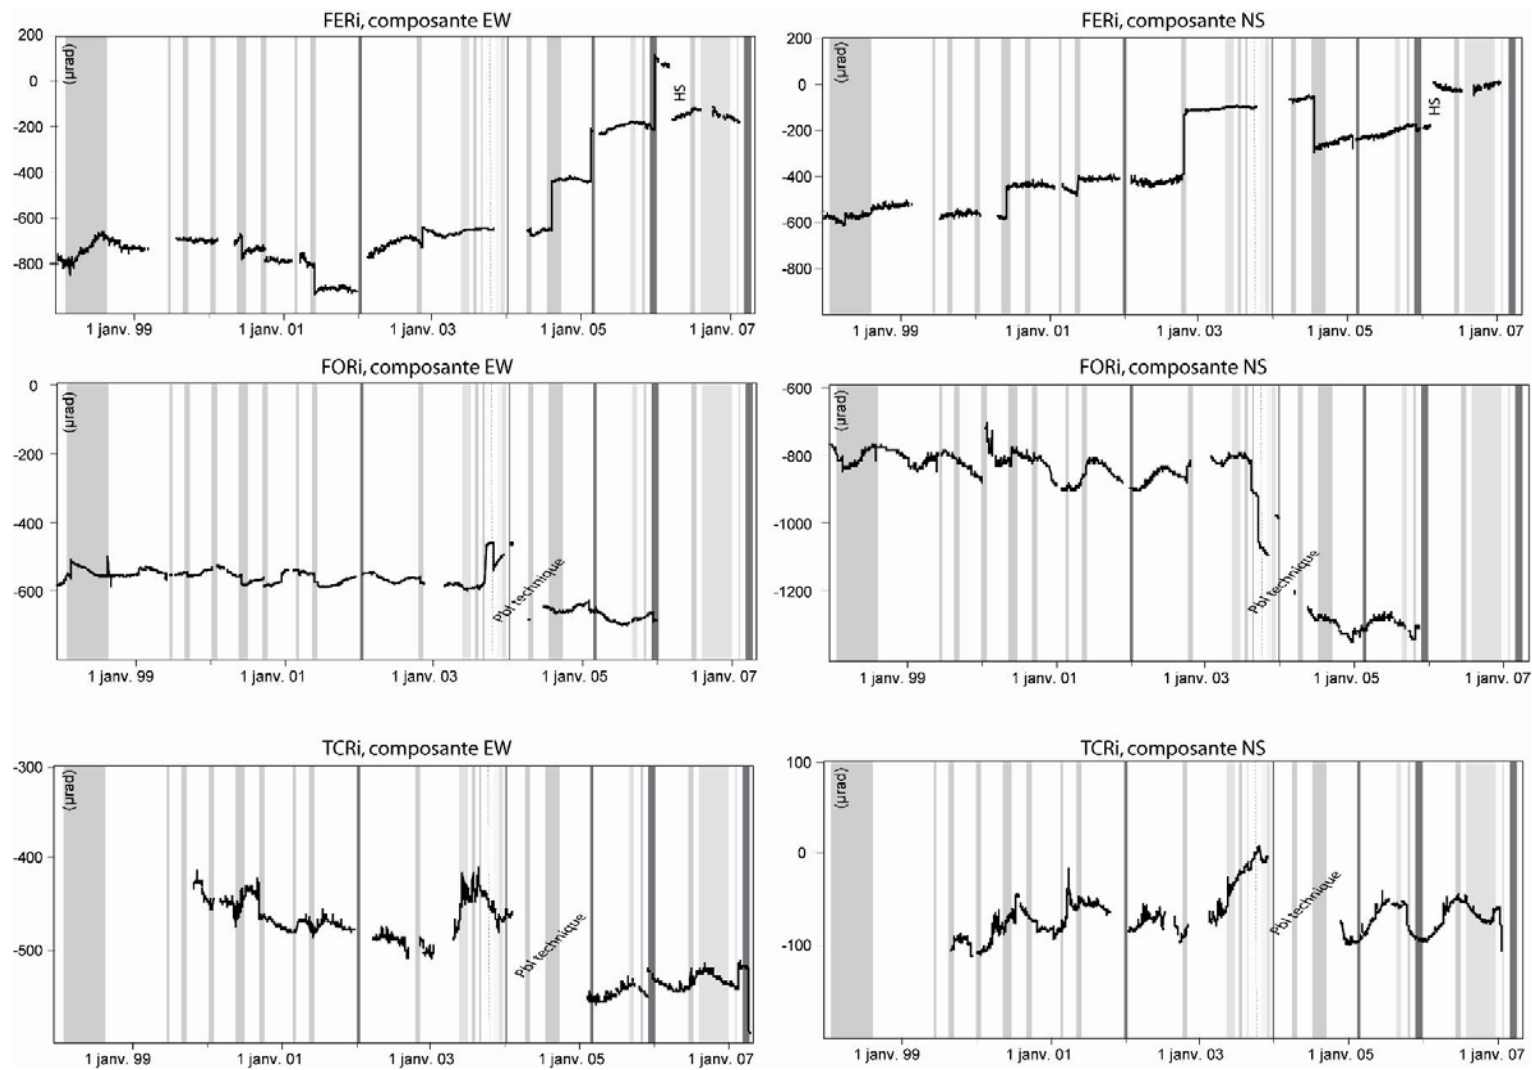 FERi, composante EW
200
0
-200
-400
-600
-800
(µrad)
HS
1 janv. 99
1 janv. 01
1 janv. 03
1 janv. 05
1 janv. 07
FERi, composante NS
200
0
-200
-400
-600
-800
(µrad)
HS
1 janv. 99
1 janv. 01
1 janv. 03
1 janv. 05
1 janv. 07
FORi, composante EW
0
-200
-400
-600
(µrad)
Pbl technique
1 janv. 99
1 janv. 01
1 janv. 03
1 janv. 05
1 janv. 07
FORi, composante NS
-600
-800
-1000
-1200
(µrad)
Pbl technique
1 janv. 99
1 janv. 01
1 janv. 03
1 janv. 05
1 janv. 07
TCRi, composante EW
-300
-400
-500
(µrad)
Pbl technique
1 janv. 99
1 janv. 01
1 janv. 03
1 janv. 05
1 janv. 07
TCRi, composante NS
100
0
-100
(µrad)
Pbl technique
1 janv. 99
1 janv. 01
1 janv. 03
1 janv. 05
1 janv. 07